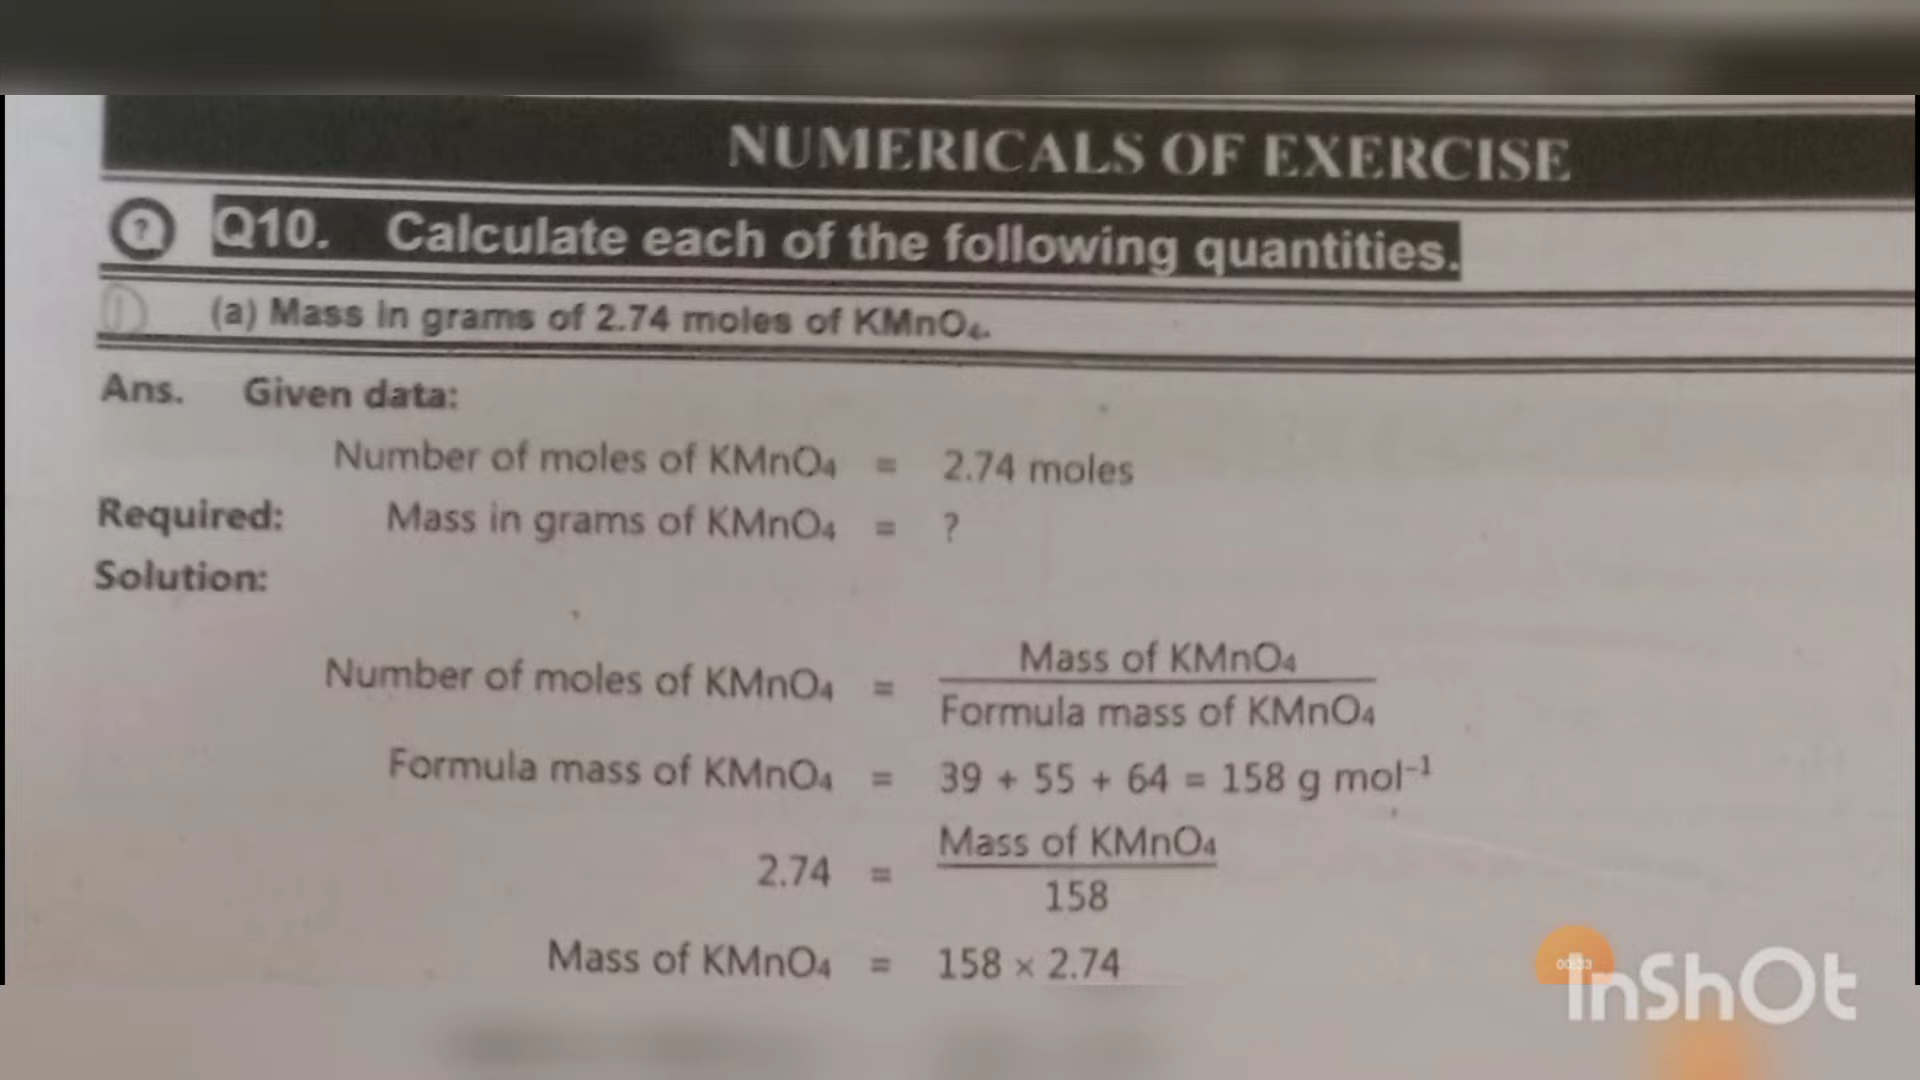 NUMERICALS OF EXERCISE
Q10. Calculate each of the following quantities.
(a) Mass in grams of 2.74 moles of KMnO₄.
Ans. Given data:
Number of moles of KMnO₄ = 2.74 moles
Required: Mass in grams of KMnO₄ = ?
Solution:
Number of moles of KMnO₄ = Mass of KMnO₄ / Formula mass of KMnO₄
Formula mass of KMnO₄ = 39 + 55 + 64 = 158 g mol⁻¹
2.74 = Mass of KMnO₄ / 158
Mass of KMnO₄ = 158 × 2.74
00:33
InShOt